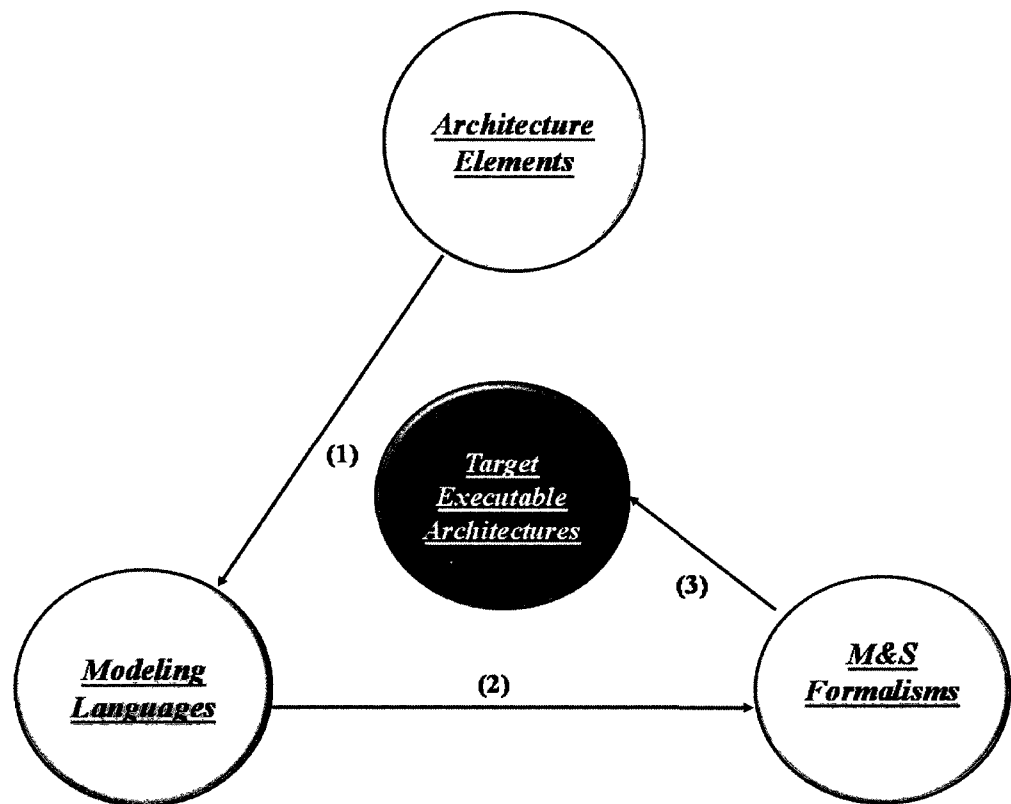 Architecture
Elements
(1)
Target
Executable
Architectures
(3)
Modeling
Languages
(2)
M&S
Formalisms